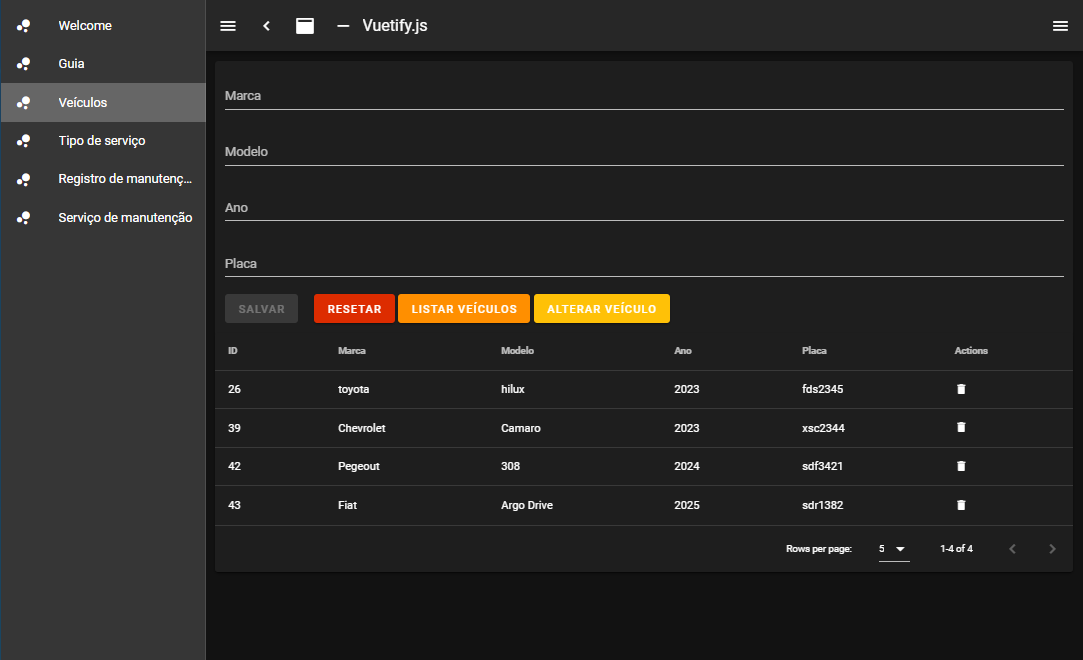 Welcome
Guia
Veículos
Tipo de serviço
Registro de manutenç...
Serviço de manutenção
Vuetify.js
Marca
Modelo
Ano
Placa
SALVAR RESETAR LISTAR VEÍCULOS ALTERAR VEÍCULO
ID Marca Modelo Ano Placa Actions
26 toyota hilux 2023 fds2345
39 Chevrolet Camaro 2023 xsc2344
42 Pegeout 308 2024 sdf3421
43 Fiat Argo Drive 2025 sdr1382
Rows per page: 5 1-4 of 4